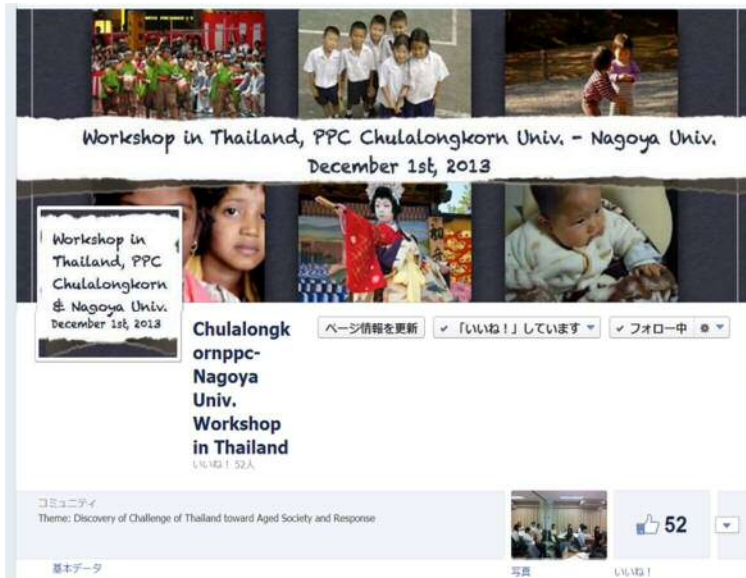 Workshop in Thailand, PPC Chulalongkorn Univ. - Nagoya Univ.
December 1st, 2013
Workshop in
Thailand, PPC
Chulalongkorn
& Nagoya Univ.
December 1st, 2013
Chulalongk
ornppc-
Nagoya
Univ.
Workshop
in Thailand
いいね！ 52人
ページ情報を更新
✓ 「いいね！」しています
✓ フォロー中
コミュニティ
Theme: Discovery of Challenge of Thailand toward Aged Society and Response
52
基本データ
写真
いいね！